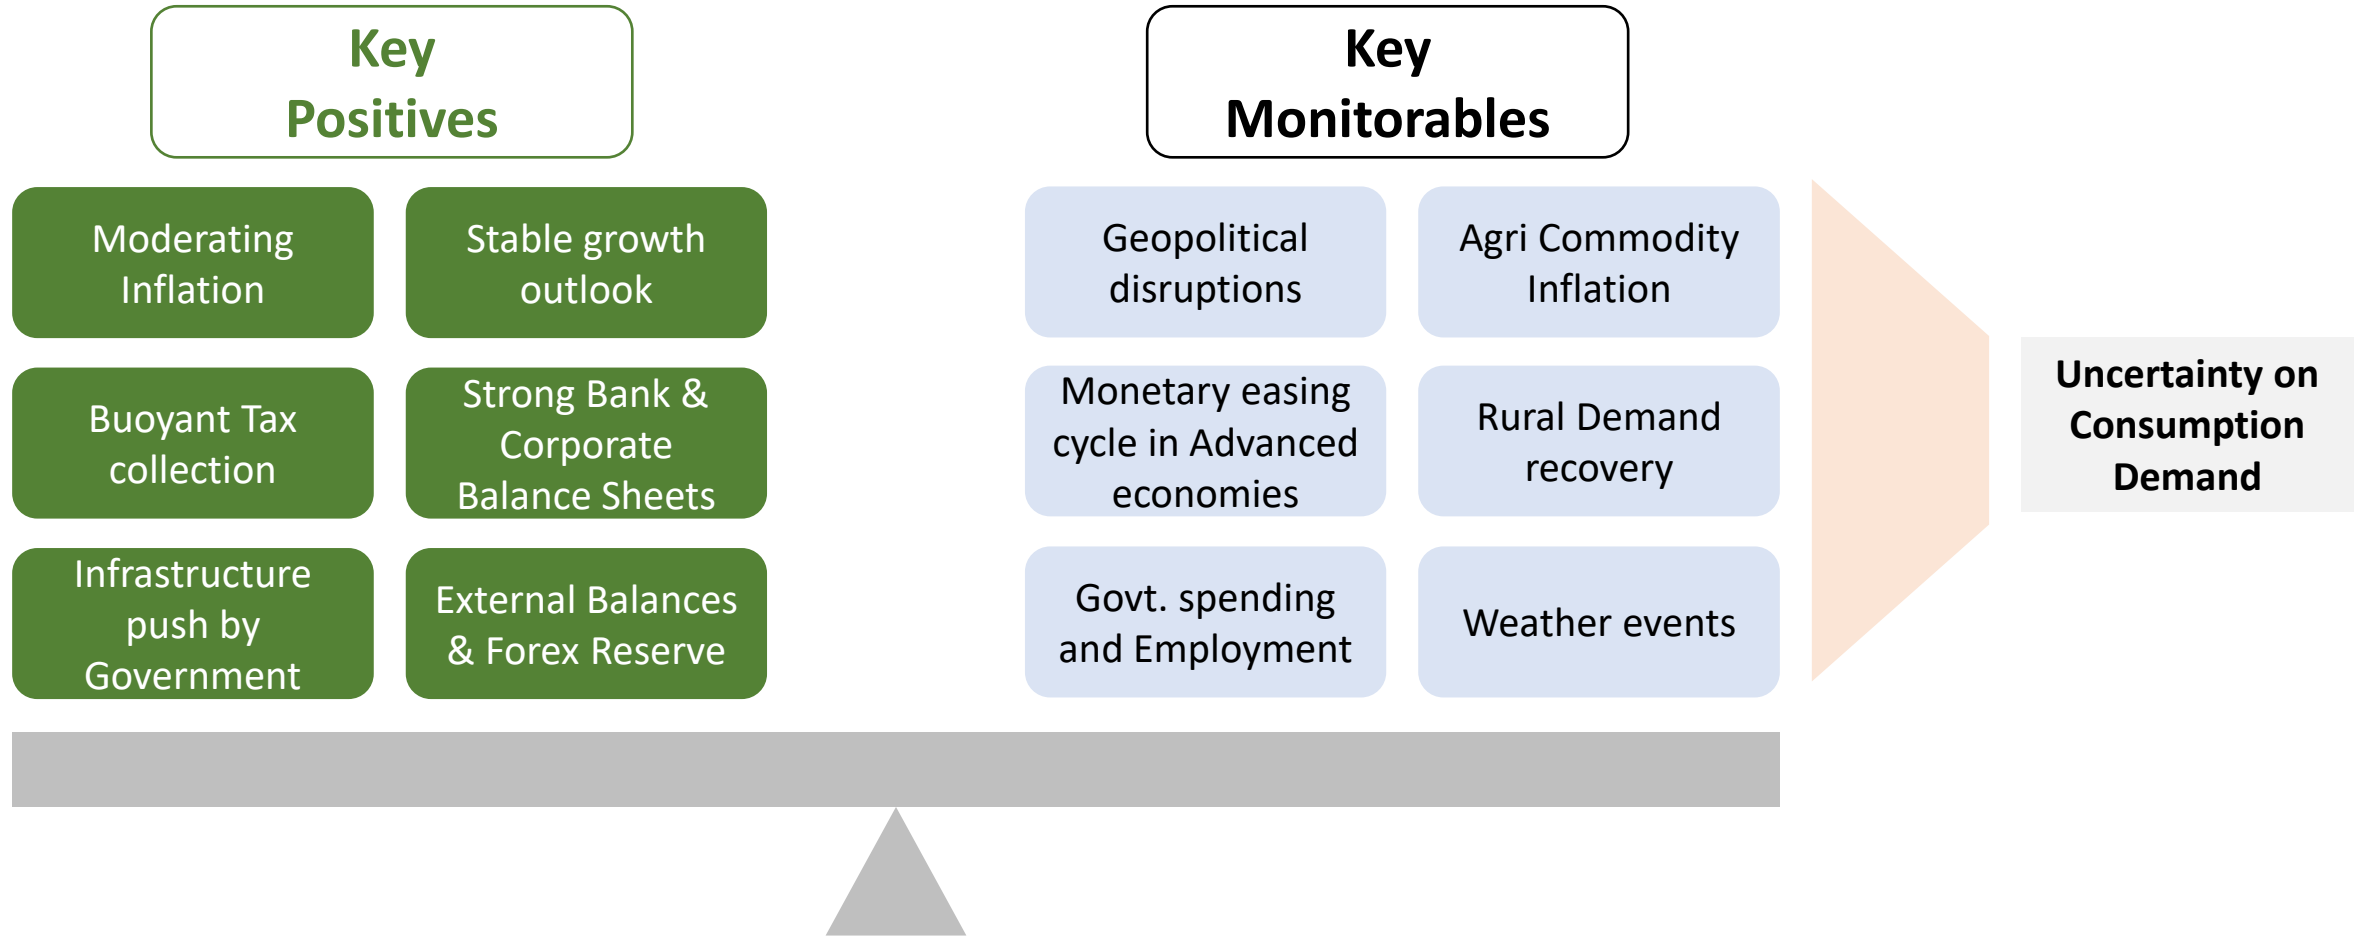 Key
Positives
Moderating
Inflation
Stable growth
outlook
Buoyant Tax
collection
Strong Bank &
Corporate
Balance Sheets
Infrastructure
push by
Government
External Balances
& Forex Reserve
Key
Monitorables
Geopolitical
disruptions
Agri Commodity
Inflation
Monetary easing
cycle in Advanced
economies
Rural Demand
recovery
Govt. spending
and Employment
Weather events
Uncertainty on
Consumption
Demand